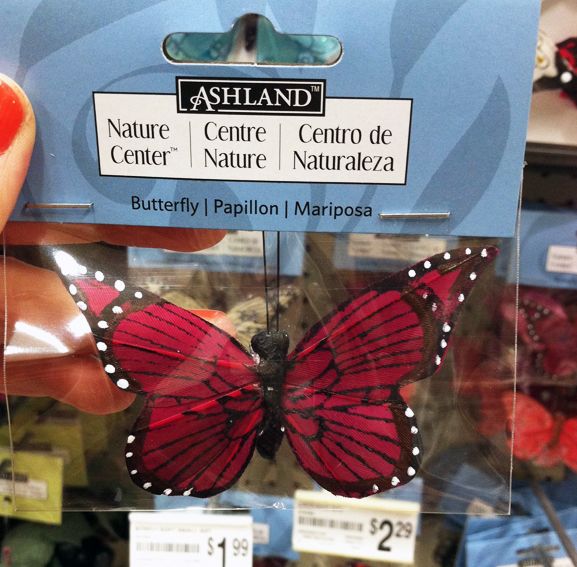 ASHLAND™
Nature Center™
Centre Nature
Centro de Naturaleza
Butterfly | Papillon | Mariposa
$1.99
$2.29